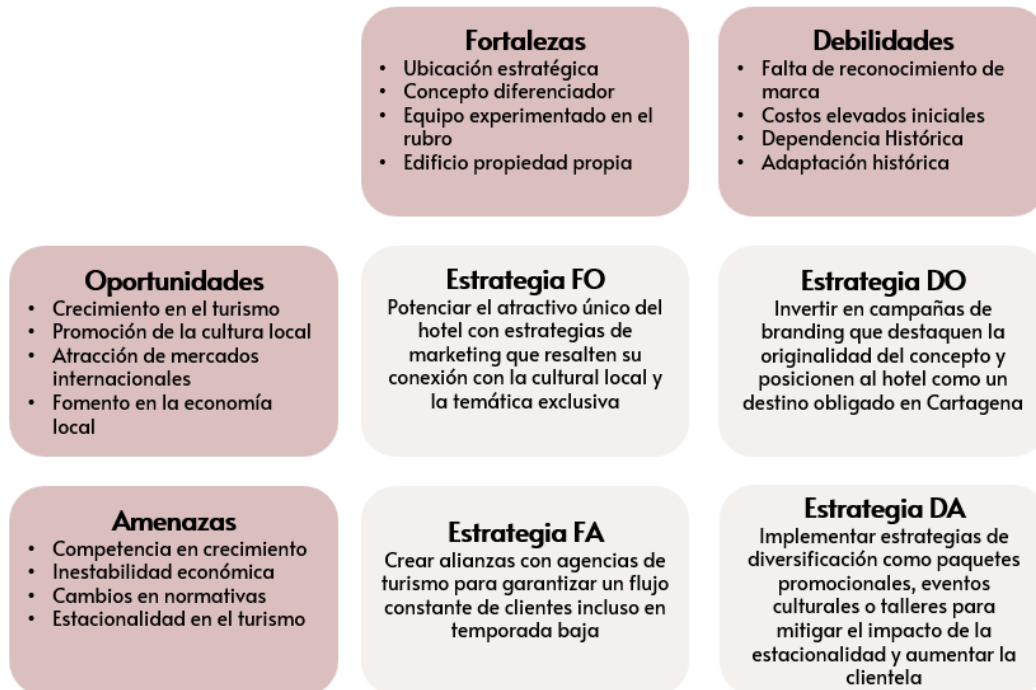 Fortalezas
• Ubicación estratégica
• Concepto diferenciador
• Equipo experimentado en el
rubro
• Edificio propiedad propia
Debilidades
• Falta de reconocimiento de
marca
• Costos elevados iniciales
• Dependencia Histórica
• Adaptación histórica
Oportunidades
• Crecimiento en el turismo
• Promoción de la cultura local
• Atracción de mercados
internacionales
• Fomento en la economía
local
Estrategia FO
Potenciar el atractivo único del
hotel con estrategias de
marketing que resalten su
conexión con la cultural local y
la temática exclusiva
Estrategia DO
Invertir en campañas de
branding que destaquen la
originalidad del concepto y
posicionen al hotel como un
destino obligado en Cartagena
Amenazas
• Competencia en crecimiento
• Inestabilidad económica
• Cambios en normativas
• Estacionalidad en el turismo
Estrategia FA
Crear alianzas con agencias de
turismo para garantizar un flujo
constante de clientes incluso en
temporada baja
Estrategia DA
Implementar estrategias de
diversificación como paquetes
promocionales, eventos
culturales o talleres para
mitigar el impacto de la
estacionalidad y aumentar la
clientela